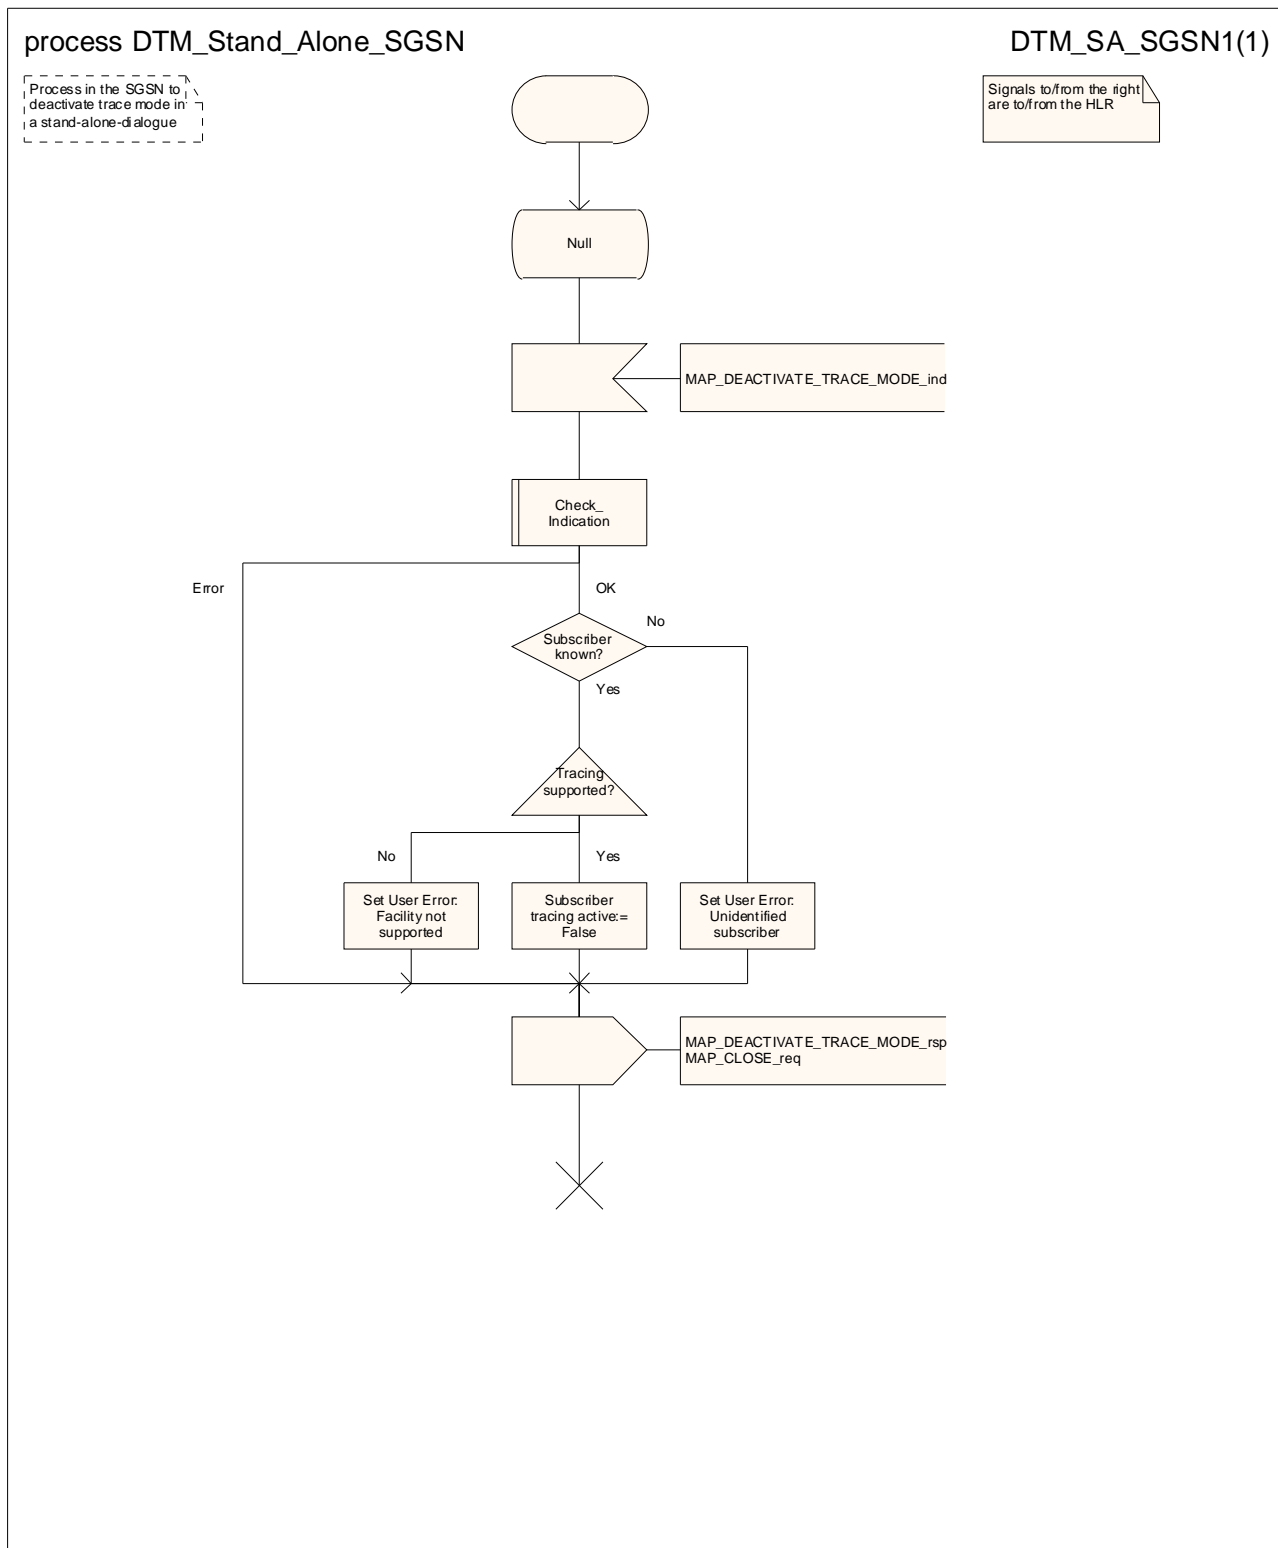 process DTM_Stand_Alone_SGSN
DTM_SA_SGSN1(1)
Process in the SGSN to
deactivate trace mode in
a stand-alone-dialogue
Signals to/from the right
are to/from the HLR
Null
MAP_DEACTIVATE_TRACE_MODE_ind
Check_
Indication
Error
OK
No
Subscriber
known?
Yes
Tracing
supported?
No
Yes
Set User Error:
Facility not
supported
Subscriber
tracing active:=
False
Set User Error:
Unidentified
subscriber
MAP_DEACTIVATE_TRACE_MODE_rsp
MAP_CLOSE_req